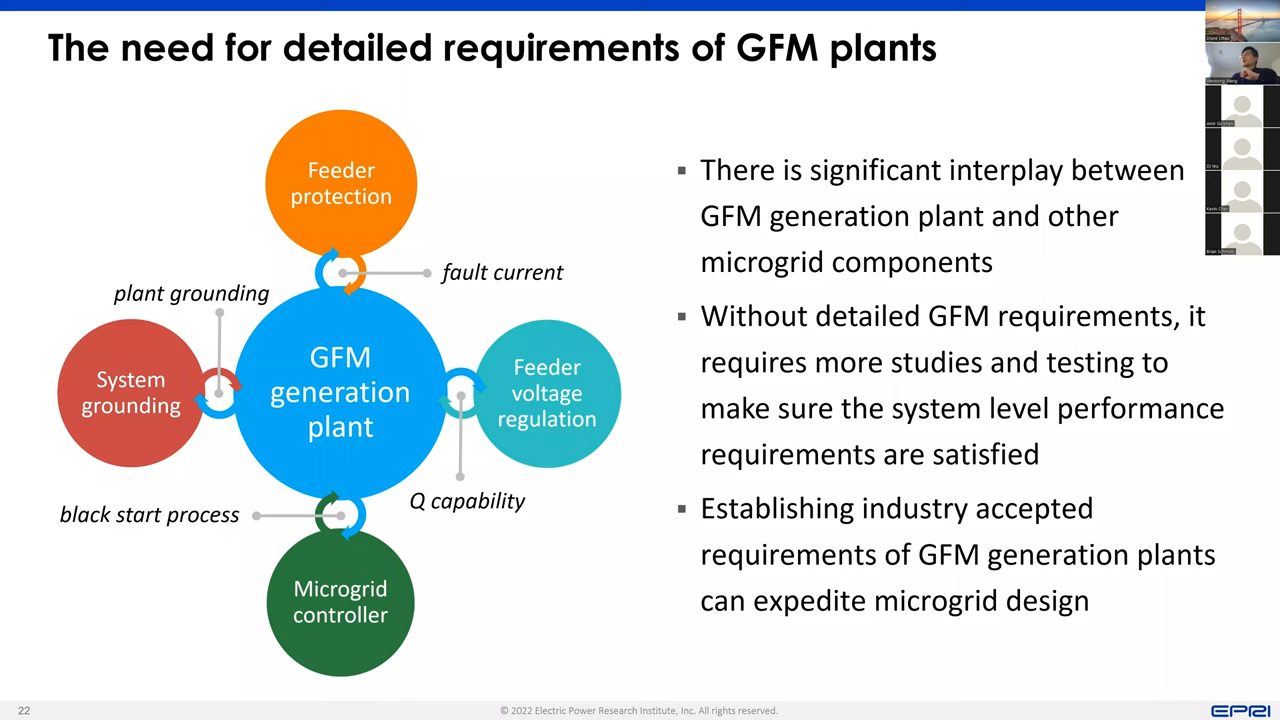 The need for detailed requirements of GFM plants
Feeder
protection
fault current
plant grounding
System
grounding
GFM
generation
plant
Feeder
voltage
regulation
Q capability
black start process
Microgrid
controller
▪ There is significant interplay between
GFM generation plant and other
microgrid components
▪ Without detailed GFM requirements, it
requires more studies and testing to
make sure the system level performance
requirements are satisfied
▪ Establishing industry accepted
requirements of GFM generation plants
can expedite microgrid design
22
© 2022 Electric Power Research Institute, Inc. All rights reserved.
EPRI